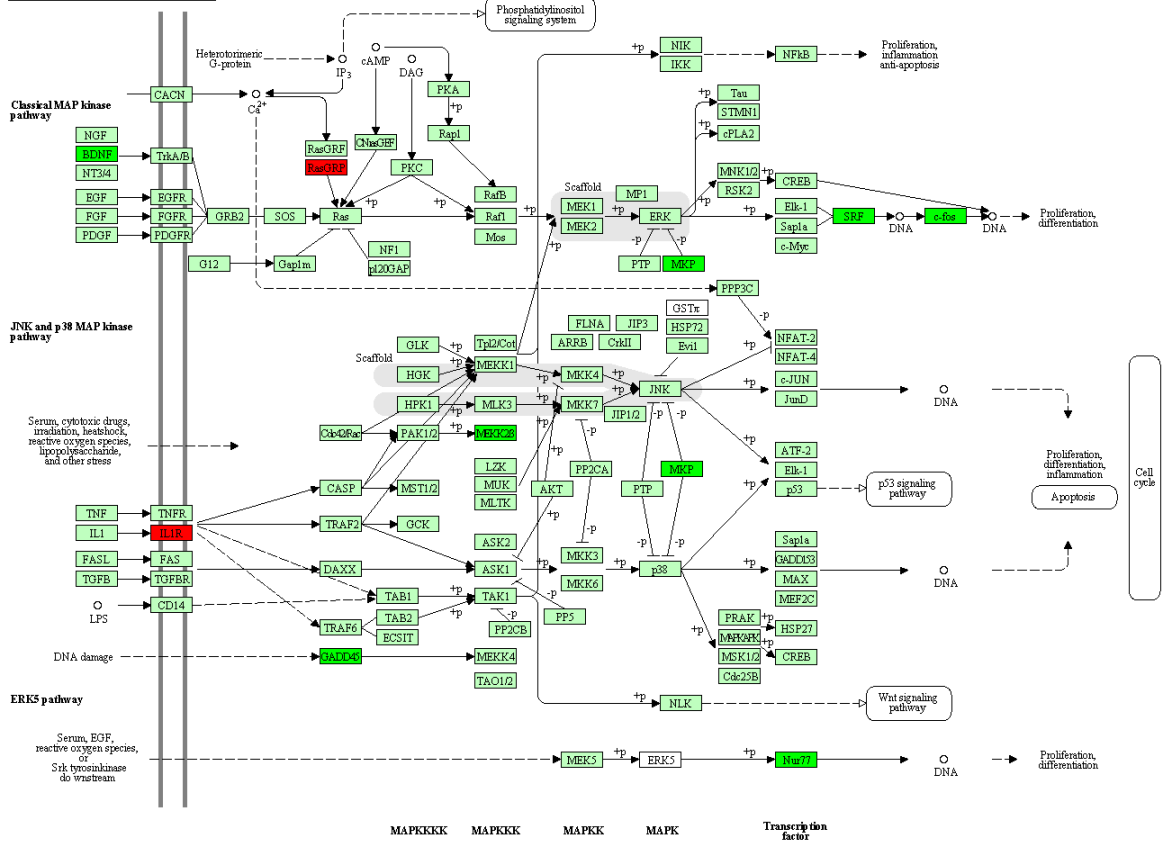 Phosphatidylinositol
signaling system
Heterotorimeric
G-protein
IP3
cAMP
DAG
+p
NIK
IKK
NFkB
Proliferation,
inflammation
anti-apoptosis
Classical MAP kinase
pathway
CACN
Ca2+
PKA
+p
Rap1
Tau
STMN1
cPLA2
+p
+p
NGF
BDNF
NT3/4
TrkA/B
RasGRF
RasGRP
CNrasGEF
PKC
EGF
EGFR
FGF
FGFR
PDGF
PDGFR
GRB2
SOS
Ras
+p
+p
RafB
Raf1
Mos
+p
Scaffold
MEK1
MEK2
+p
MP1
ERK
+p
+p
MNK1/2
RSK2
+p
CREB
+p
Elk-1
Sap1a
c-Myc
SRF
DNA
c-fos
DNA
Proliferation,
differentiation
G12
Gap1m
NF1
p120GAP
+p
-p
-p
PTP
MKP
PPP3C
-p
JNK and p38 MAP kinase
pathway
GSTπ
HSP72
Evi1
FLNA
JIP3
ARRB
CrkII
NFAT-2
NFAT-4
+p
Scaffold
GLK
HGK
HPK1
+p
+p
+p
Tpl2/Cot
MEKK1
MLK3
+p
+p
MKK4
MKK7
+p
+p
JIP1/2
JNK
+p
c-JUN
JunD
DNA
Serum, cytotoxic drugs,
irradiation, heatshock,
reactive oxygen species,
lipopolysaccharide,
and other stress
Cdc42/Rac
PAK1/2
+p
MEKK2/3
LZK
MUK
MLTK
+p
-p
PP2CA
AKT
+p
-p
-p
PTP
MKP
+p
ATF-2
Elk-1
p53
p53 signaling
pathway
Proliferation,
differentiation,
inflammation
Apoptosis
Cell
cycle
CASP
MST1/2
TNF
TNFR
IL1
IL1R
TRAF2
GCK
FASL
FAS
TGFB
TGFBR
DAXX
ASK2
ASK1
+p
+p
-p
MKK3
MKK6
+p
-p
-p
p38
+p
+p
Sap1a
GADD153
MAX
MEF2C
DNA
LPS
CD14
TAB1
TAB2
ECSIT
TRAF6
+p
+p
TAK1
-p
-p
PP2CB
PP5
+p
PRAK
MAPKAPK
MSK1/2
Cdc25B
+p
+p
HSP27
CREB
DNA damage
GADD45
MEKK4
TAO1/2
ERK5 pathway
+p
NLK
Wnt signaling
pathway
Serum, EGF,
reactive oxygen species,
or
Srk tyrosinkinase
do wnstream
MEK5
+p
ERK5
+p
Nur77
DNA
Proliferation,
differentiation
MAPKKKK
MAPKKK
MAPKK
MAPK
Transcription
factor